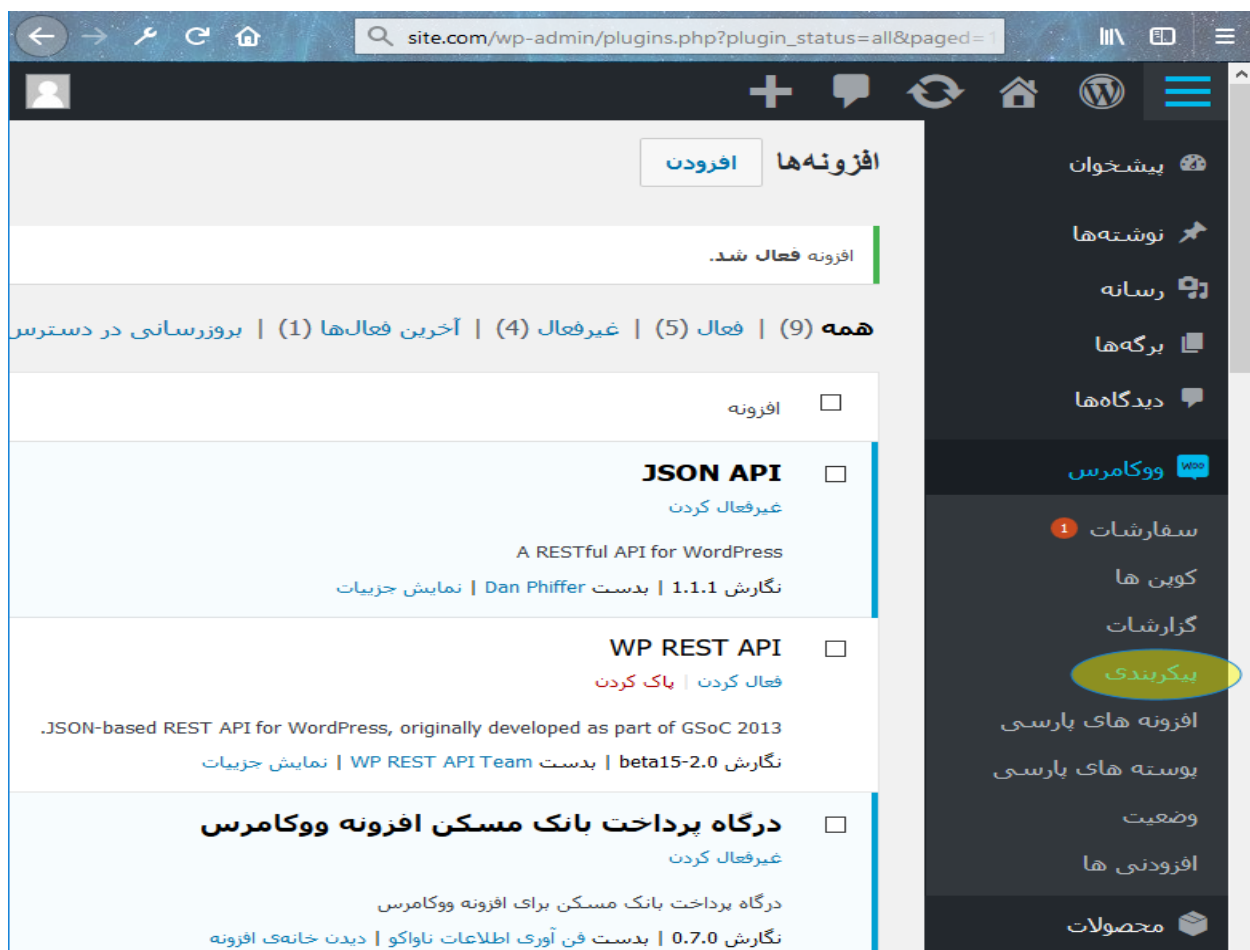 site.com/wp-admin/plugins.php?plugin_status=all&paged=1
پیشخوان
نوشته‌ها
رسانه
برگه‌ها
دیدگاه‌ها
woo ووکامرس
سفارشات 1
کوپن ها
گزارشات
پیکربندی
افزونه های پارسی
پوسته های پارسی
وضعیت
افزودنی ها
محصولات
افزونه‌ها افزودن
افزونه فعال شد.
همه (9) | فعال (5) | غیرفعال (4) | آخرین فعال‌ها (1) | بروزرسانی در دسترس
افزونه
JSON API
غیرفعال کردن
A RESTful API for WordPress
نگارش 1.1.1 | بدست Dan Phiffer | نمایش جزییات
WP REST API
فعال کردن | پاک کردن
JSON-based REST API for WordPress, originally developed as part of GSoC 2013.
نگارش 2.0-beta15 | بدست WP REST API Team | نمایش جزییات
درگاه پرداخت بانک مسکن افزونه ووکامرس
غیرفعال کردن
درگاه پرداخت بانک مسکن برای افزونه ووکامرس
نگارش 0.7.0 | بدست فن آوری اطلاعات ناواکو | دیدن خانه‌ی افزونه